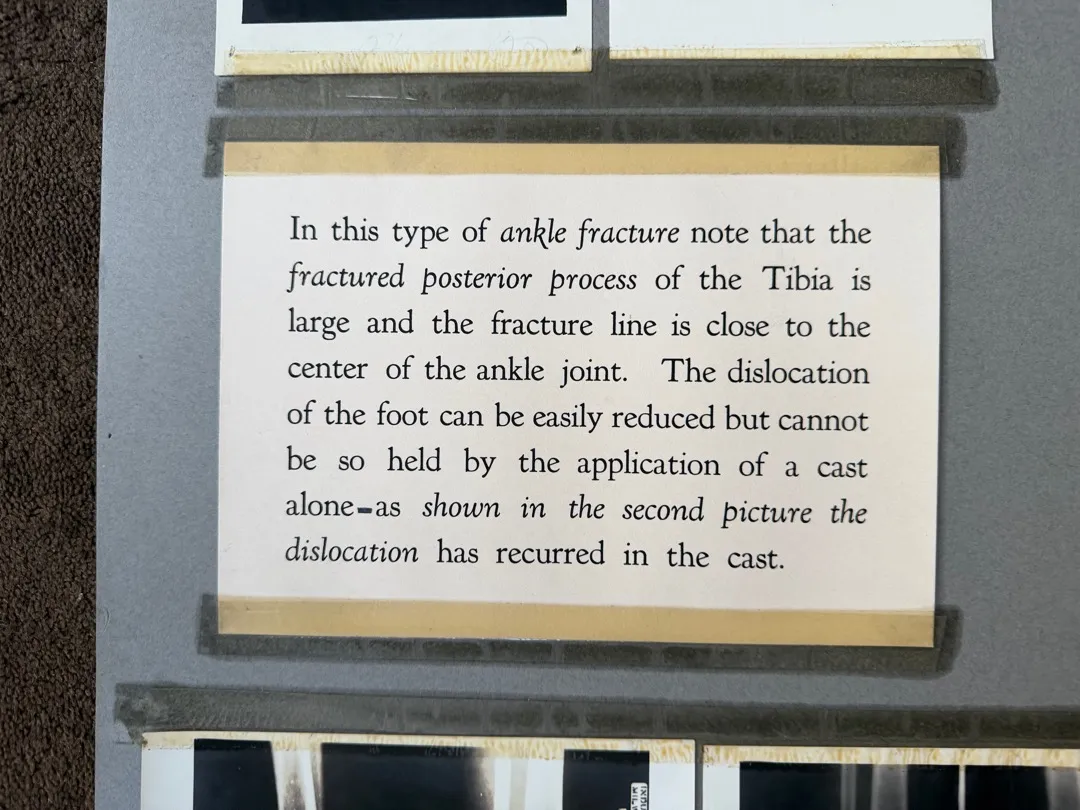 In this type of ankle fracture note that the
fractured posterior process of the Tibia is
large and the fracture line is close to the
center of the ankle joint. The dislocation
of the foot can be easily reduced but cannot
be so held by the application of a cast
alone-as shown in the second picture the
dislocation has recurred in the cast.